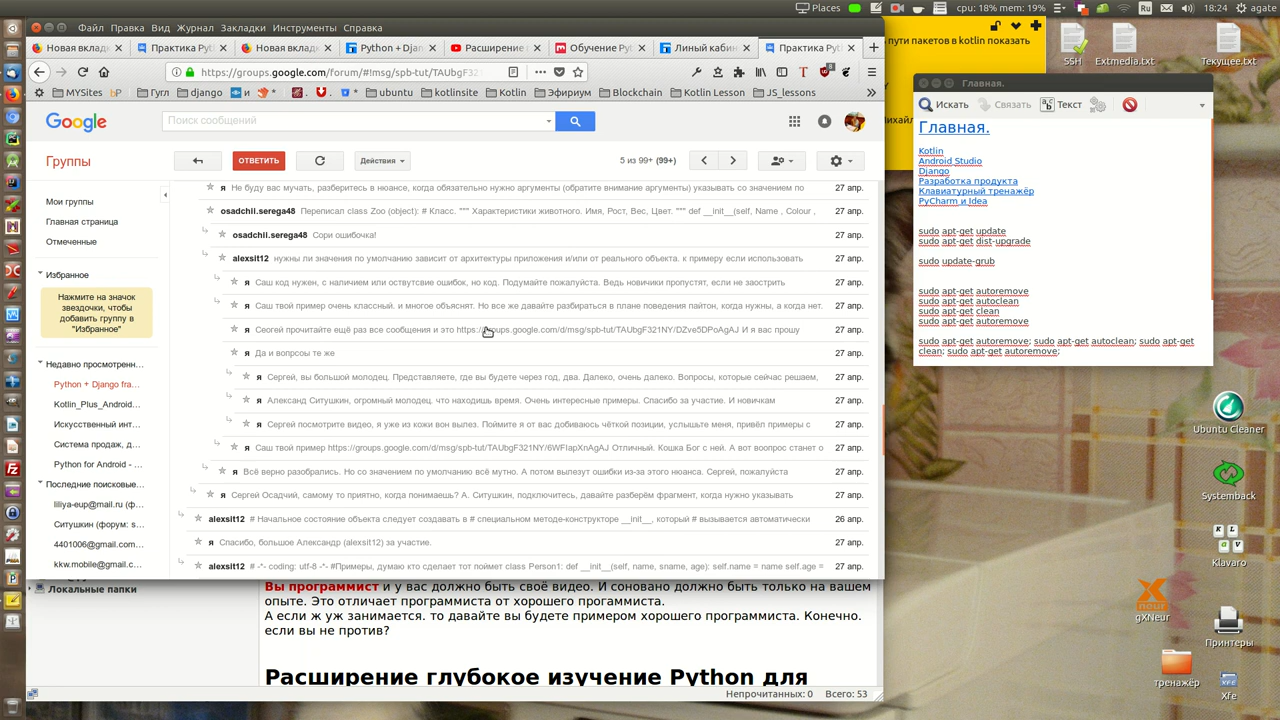 Places
cpu: 18% mem: 19%
Ru
18:24
agate
Файл Правка Вид Журнал Закладки Инструменты Справка
Новая вклад
Практика Py
Новая вклад
Python + Dja
Расширение
Обучение Py
Линый кабин
Практика Py
https://groups.google.com/forum/#!msg/spb-tut/TAUbgF321
MYSites
bP
Гугл
django
и
ubuntu
kotlinsite
Kotlin
Эфириум
Blockchain
Kotlin Lesson
JS_lessons
Google
Поиск сообщений
Группы
ОТВЕТИТЬ
Действия
5 из 99+ (99+)
Мои группы
Главная страница
Отмеченные
Избранное
Нажмите на значок
звездочки, чтобы
добавить группу в
"Избранное"
Недавно просмотренн...
Python + Django fra...
Kotlin_Plus_Android...
Искусственный инт...
Система продаж, д...
Python for Android - ...
Последние поисковые...
liliya-eup@mail.ru (ф...
Ситушкин (форум: s...
4401006@gmail.com...
kkw.mobile@gmail.c...
я Не буду вас мучать, разберитесь в нюансе, когда обязательно нужно аргументы (обратите внимание аргументы) указывать со значением по 27 апр.
osadchii.serega48 Переписал class Zoo (object): # Класс. """ Характеристики животного. Имя, Рост, Вес, Цвет. """ def __init__(self, Name , Colour , 27 апр.
osadchii.serega48 Сори ошибочка! 27 апр.
alexsit12 нужны ли значения по умолчанию зависит от архитектуры приложения и/или от реального объекта. к примеру если использовать 27 апр.
я Саш код нужен, с наличием или остуствие ошибок, но код. Подумайте пожалуйста. Ведь новички пропустят, если не заострить 27 апр.
я Саш твой пример очень классный, и многое объяснят. Но все же давайте разбираться в плане поведения пайтон, когда нужны, а когда нет. 27 апр.
я Сергей прочитайте ещё раз все сообщения и это https://groups.google.com/d/msg/spb-tut/TAUbgF321NY/DZve5DPoAgAJ И я вас прошу 27 апр.
я Да и вопрсоы те же 27 апр.
я Сергей, вы большой молодец. Представляете, где вы будете через год, два. Далеко, очень далеко. Вопросы, которые сейчас решаем, 27 апр.
я Александ Ситушкин, огромный молодец. что находишь время. Очень интересные примеры. Спасибо за участие. И новичкам 27 апр.
я Сергей посмотите видео, я уже из кожи вон вылез. Поймите я от вас добиваюсь чёткой позиции, услышьте меня, привёл примеры с 27 апр.
я Саш твой пример https://groups.google.com/d/msg/spb-tut/TAUbgF321NY/6WFIapXnAgAJ Отличный. Кошка Бог с ней. А вот вопрос станет о 27 апр.
я Всё верно разобрались. Но со значением по умолчанию всё мутно. А потом вылезут ошибки из-за этого нюанса. Сергей, пожалуйста 27 апр.
я Сергей Осадчий, самому то приятно, когда понимаешь? А. Ситушкин, подключитесь, давайте разберём фрагмент, когда нужно указывать 27 апр.
alexsit12 # Начальное состояние объекта следует создавать в # специальном методе-конструкторе __init__, который # вызывается автоматически 26 апр.
я Спасибо, большое Александр (alexsit12) за участие. 27 апр.
alexsit12 # -*- coding: utf-8 -*- #Примеры, думаю кто сделает тот поймет class Person1: def __init__(self, name, sname, age): self.name = name self.age = 27 апр.
Локальные папки
Вы программист и у вас должно быть своё видео. И соновано должно быть только на вашем
опыте. Это отличает программиста от хорошего прогаммиста.
А если ж уж занимается. то давайте вы будете примером хорошего программиста. Конечно.
если вы не против?
Расширение глубокое изучение Python для
Непрочитанных: 0
Всего: 53
пути пакетов в kotlin показать
Главная.
Искать
Связать
Текст
Главная.
Kotlin
Android Studio
Django
Разработка продукта
Клавиатурный тренажёр
PyCharm и Idea
sudo apt-get update
sudo apt-get dist-upgrade
sudo update-grub
sudo apt-get autoremove
sudo apt-get autoclean
sudo apt-get clean
sudo apt-get autoremove
sudo apt-get autoremove; sudo apt-get autoclean; sudo apt-get
clean; sudo apt-get autoremove;
SSH
Extmedia.txt
Текущее.txt
Ubuntu Cleaner
Systemback
K L
A V
Klavaro
X
neur
gXNeur
Принтеры
тренажёр
Xfe